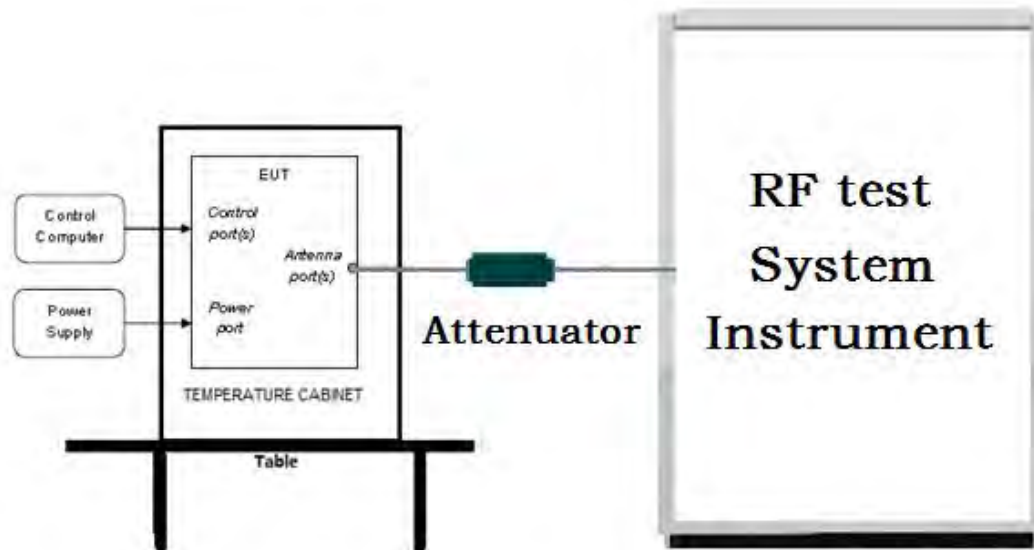 Control
Computer
Power
Supply
EUT
Control
port(s)
Antenna
port(s)
Power
port
TEMPERATURE CABINET
Table
Attenuator
RF test
System
Instrument